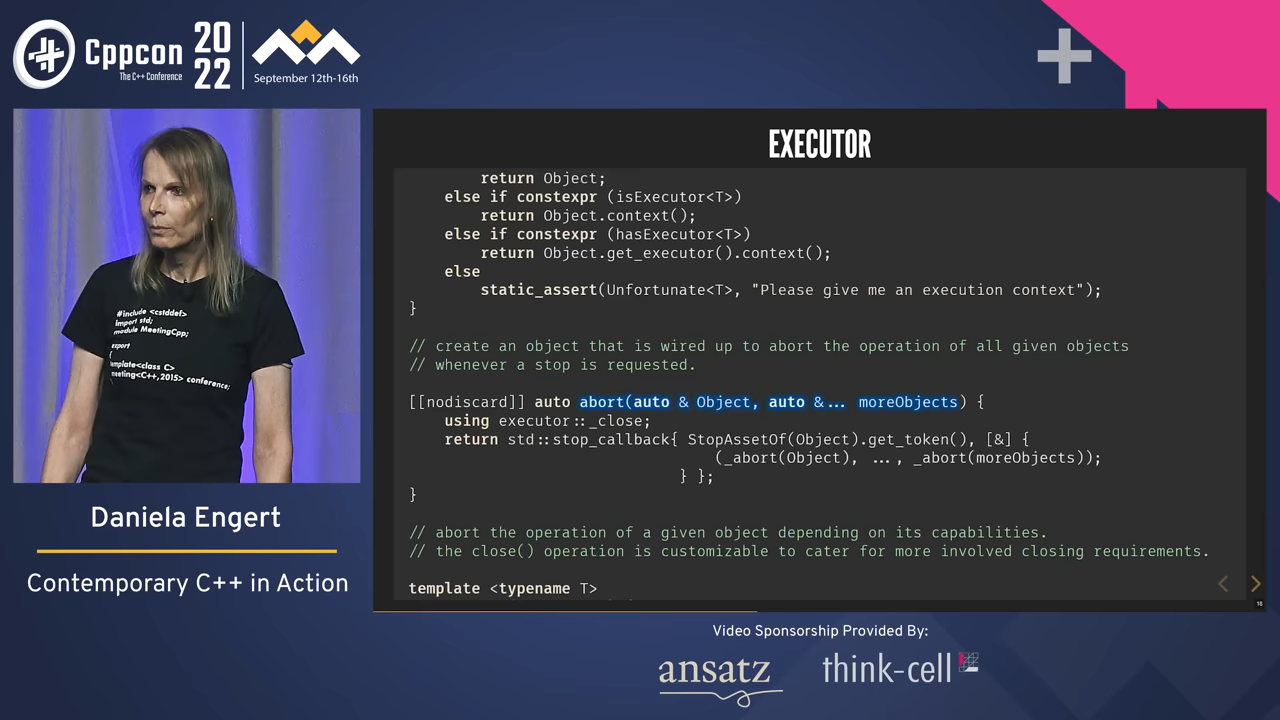 Cppcon
The C++ Conference
20
22
September 12th-16th
#include <cstddef>
import std;
module MeetingCpp;
export
{
template<class C>
meeting<C++,2015> conference;
Daniela Engert
Contemporary C++ in Action
EXECUTOR
return Object;
else if constexpr (isExecutor<T>)
return Object.context();
else if constexpr (hasExecutor<T>)
return Object.get_executor().context();
else
static_assert(Unfortunate<T>, "Please give me an execution context");
}
// create an object that is wired up to abort the operation of all given objects
// whenever a stop is requested.
[[nodiscard]] auto abort(auto & Object, auto &... moreObjects) {
using executor::_close;
return std::stop_callback{ StopAssetOf(Object).get_token(), [&] {
(_abort(Object), ..., _abort(moreObjects));
} };
}
// abort the operation of a given object depending on its capabilities.
// the close() operation is customizable to cater for more involved closing requirements.
template <typename T>
18
Video Sponsorship Provided By:
ansatz
think-cell